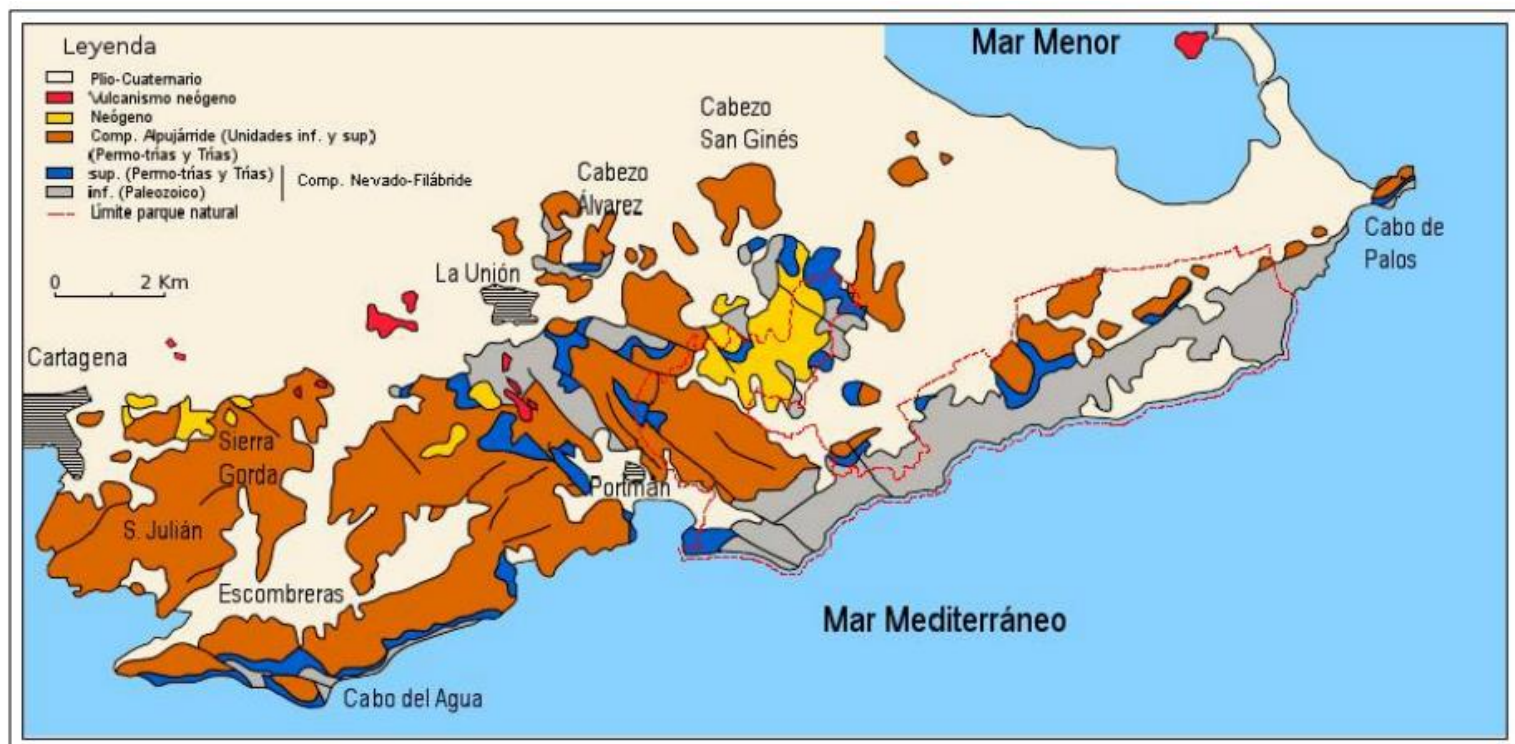 Leyenda
Plio-Cuaternario
Vulcanismo neógeno
Neógeno
Comp. Alpujárride (Unidades inf. y sup)
(Permo-trías y Trías)
sup. (Permo-trías y Trías)
inf. (Paleozoico)
Comp. Nevado-Filábride
Límite parque natural
0 2 Km
Mar Menor
Cabezo
San Ginés
Cabezo
Álvarez
La Unión
Cabo de
Palos
Cartagena
Sierra
Gorda
Portmán
S. Julián
Escombreras
Mar Mediterráneo
Cabo del Agua